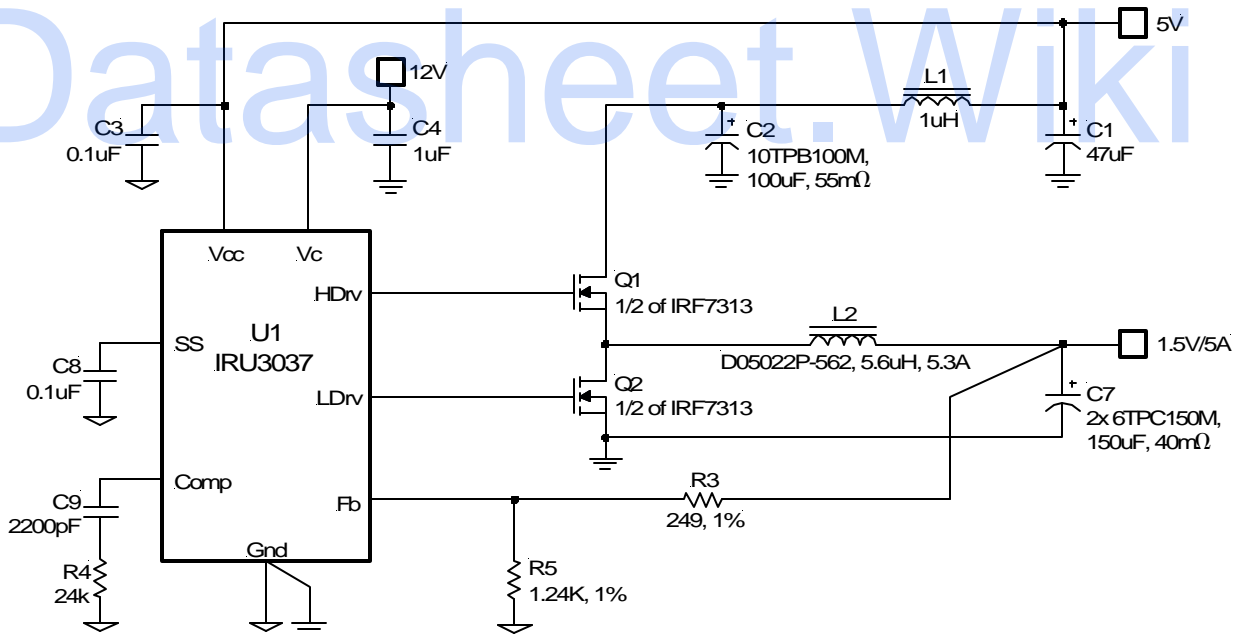 Datasheet.Wiki
5V
12V
L1
1uH
C3
0.1uF
C4
1uF
C2
10TPB100M,
100uF, 55mΩ
C1
47uF
Vcc
Vc
HDrv
Q1
1/2 of IRF7313
U1
IRU3037
SS
C8
0.1uF
L2
D05022P-562, 5.6uH, 5.3A
1.5V/5A
LDrv
Q2
1/2 of IRF7313
C7
2x 6TPC150M,
150uF, 40mΩ
Comp
C9
2200pF
Fb
R3
249, 1%
Gnd
R4
24k
R5
1.24K, 1%